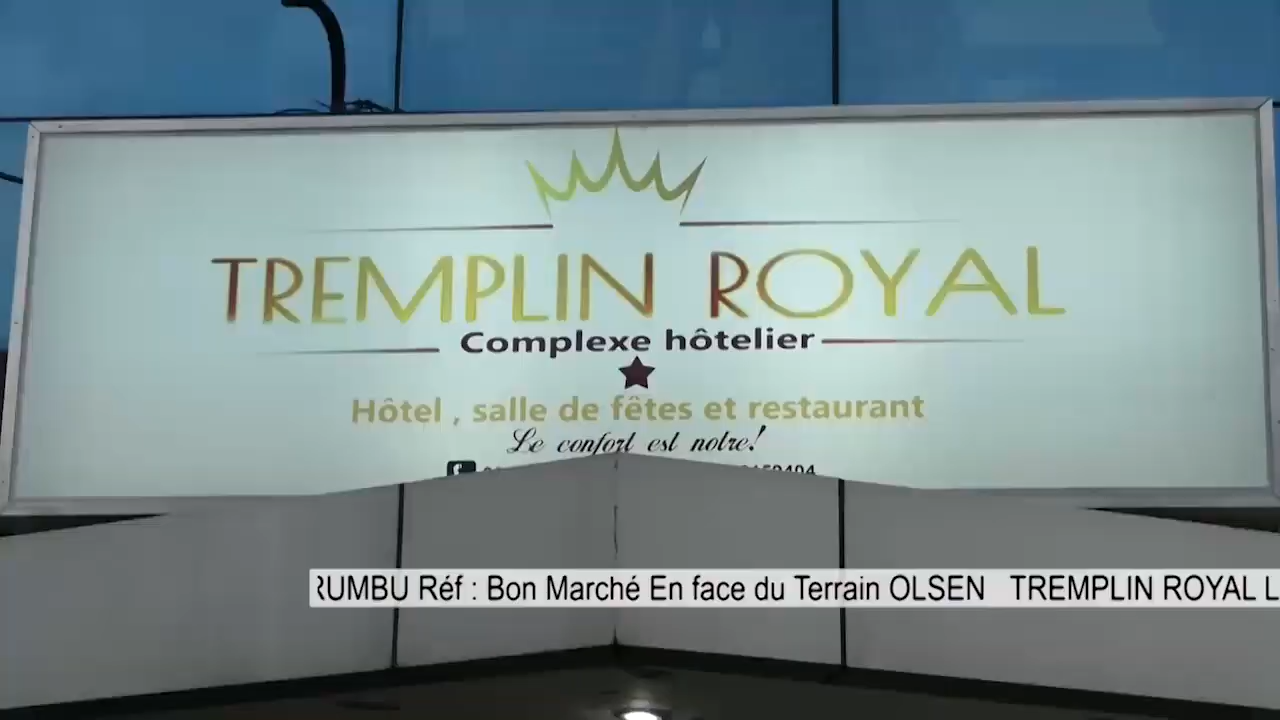 TREMPLIN ROYAL
Complexe hôtelier
Hôtel , salle de fêtes et restaurant
Le confort est notre!
RUMBU Réf : Bon Marché En face du Terrain OLSEN TREMPLIN ROYAL L